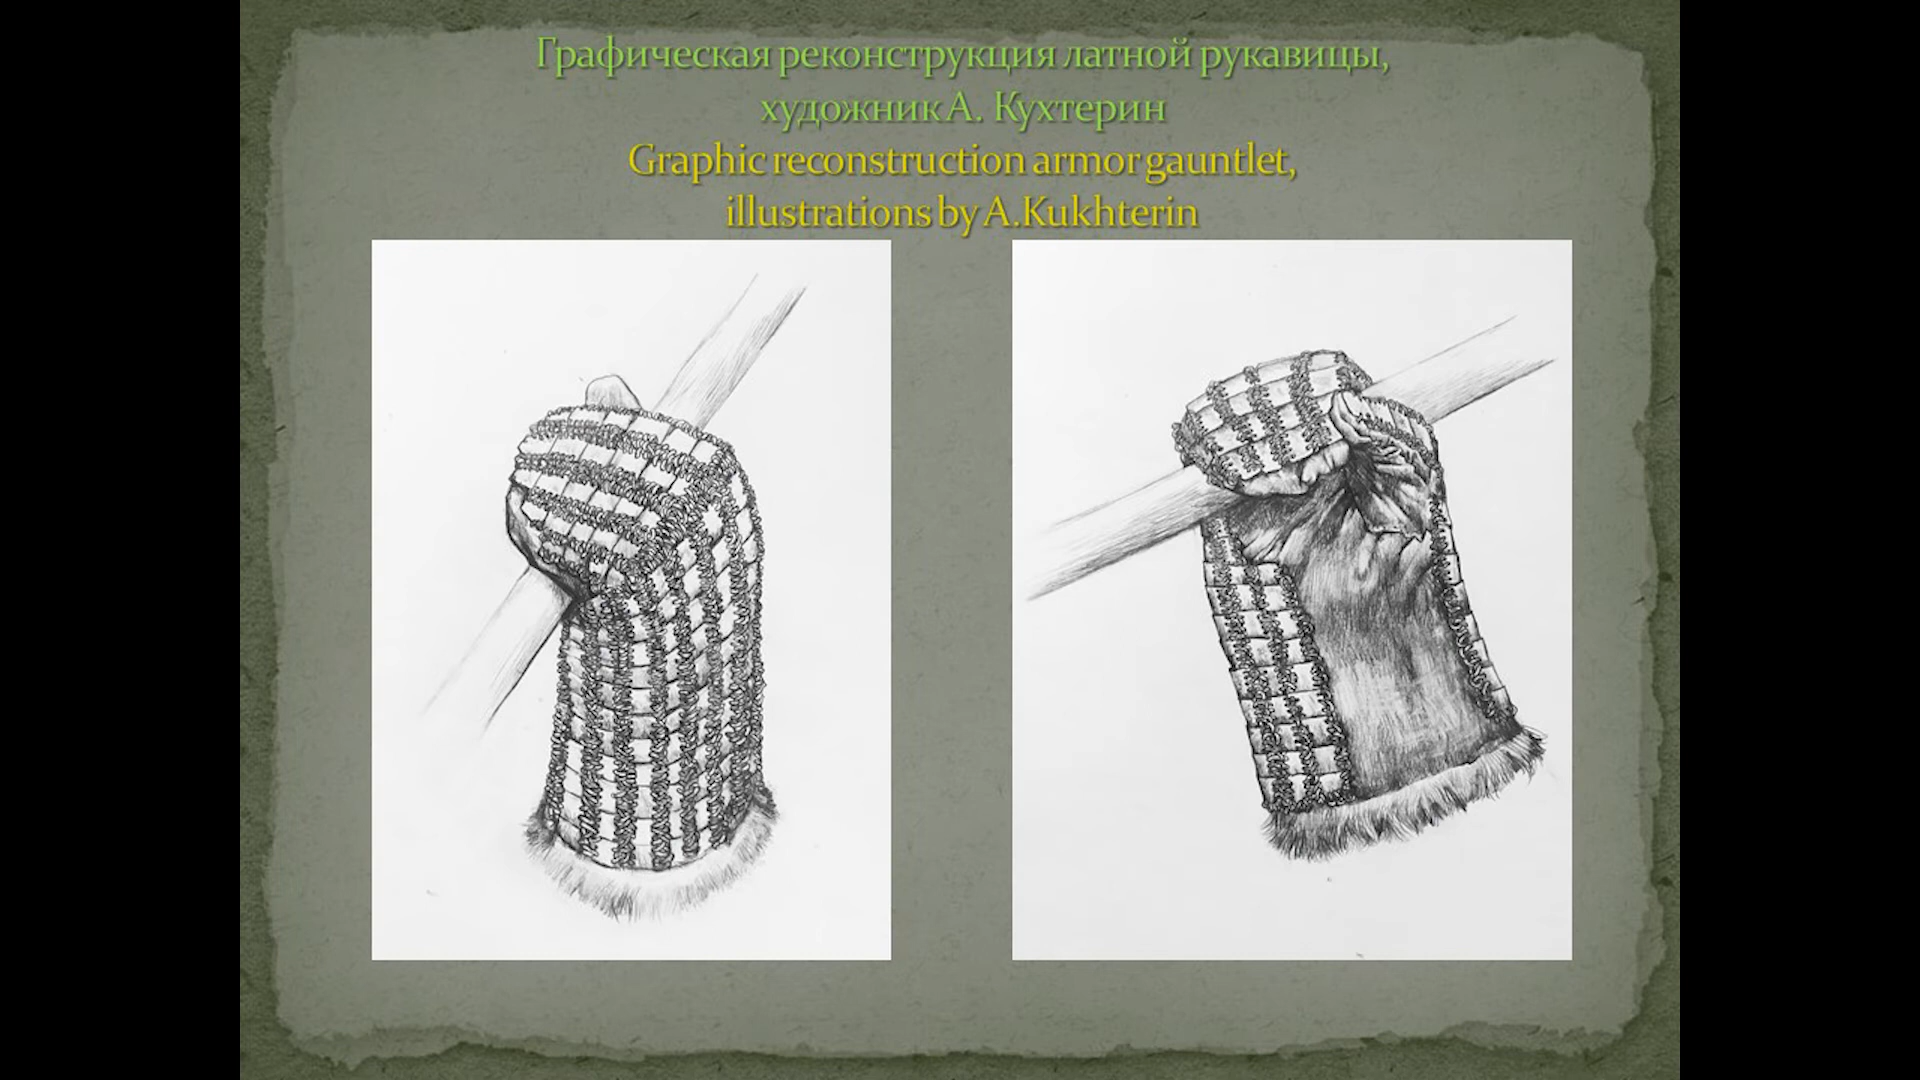 Графическая реконструкция латной рукавицы,
художник А. Кухтерин
Graphic reconstruction armor gauntlet,
illustrations by A.Kukhterin